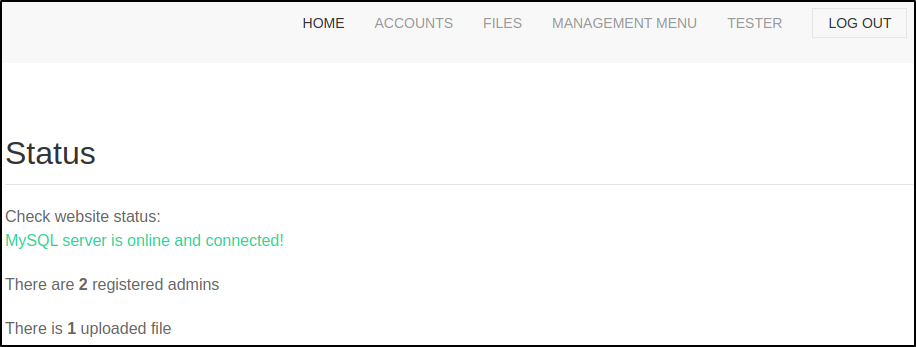 HOME ACCOUNTS FILES MANAGEMENT MENU TESTER LOG OUT
Status
Check website status:
MySQL server is online and connected!
There are 2 registered admins
There is 1 uploaded file